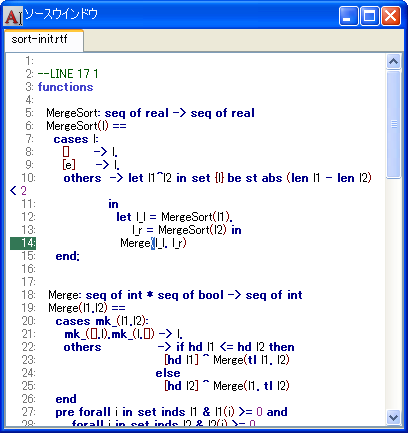 ソースウインドウ
sort-init.rtf
1:
2: --LINE 17 1
3: functions
4:
5: MergeSort: seq of real -> seq of real
6: MergeSort(l) ==
7: cases l:
8: [] -> l,
9: [e] -> l,
10: others -> let l1^l2 in set {l} be st abs (len l1 - len l2)
< 2
11: in
12: let l_l = MergeSort(l1),
13: l_r = MergeSort(l2) in
14: Merge(l_l, l_r)
15: end;
16:
17:
18: Merge: seq of int * seq of bool -> seq of int
19: Merge(l1,l2) ==
20: cases mk_(l1,l2):
21: mk_([],l),mk_(l,[]) -> l,
22: others -> if hd l1 <= hd l2 then
23: [hd l1] ^ Merge(tl l1, l2)
24: else
25: [hd l2] ^ Merge(l1, tl l2)
26: end
27: pre forall i in set inds l1 & l1(i) >= 0 and
28: forall i in set inds l2 & l2(i) >= 0